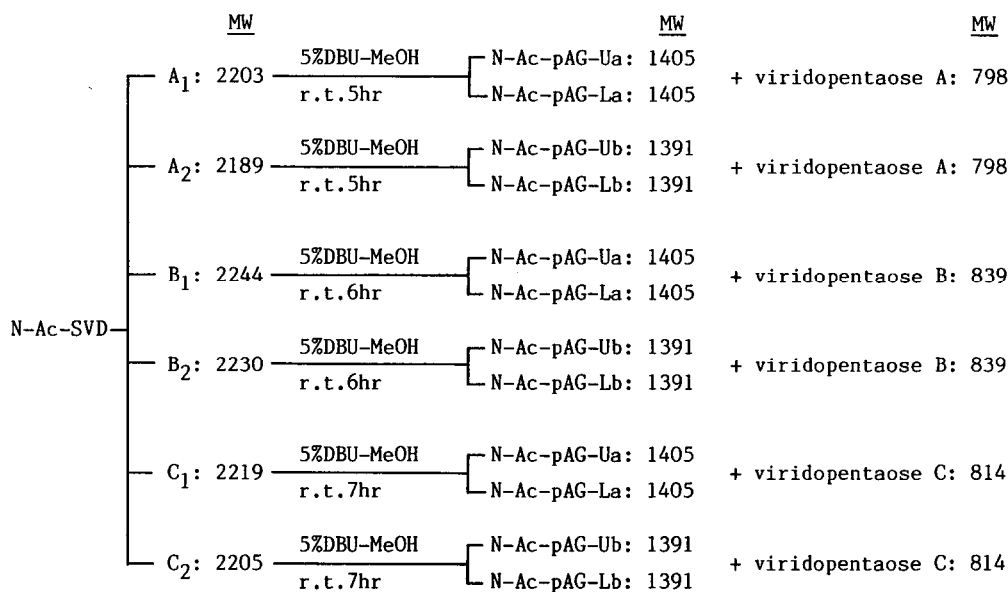 MW MW MW
5%DBU-MeOH N-Ac-pAG-Ua: 1405
A1: 2203 + viridopentaose A: 798
r.t.5hr N-Ac-pAG-La: 1405
5%DBU-MeOH N-Ac-pAG-Ub: 1391
A2: 2189 + viridopentaose A: 798
r.t.5hr N-Ac-pAG-Lb: 1391
5%DBU-MeOH N-Ac-pAG-Ua: 1405
B1: 2244 + viridopentaose B: 839
r.t.6hr N-Ac-pAG-La: 1405
N-Ac-SVD
5%DBU-MeOH N-Ac-pAG-Ub: 1391
B2: 2230 + viridopentaose B: 839
r.t.6hr N-Ac-pAG-Lb: 1391
5%DBU-MeOH N-Ac-pAG-Ua: 1405
C1: 2219 + viridopentaose C: 814
r.t.7hr N-Ac-pAG-La: 1405
5%DBU-MeOH N-Ac-pAG-Ub: 1391
C2: 2205 + viridopentaose C: 814
r.t.7hr N-Ac-pAG-Lb: 1391